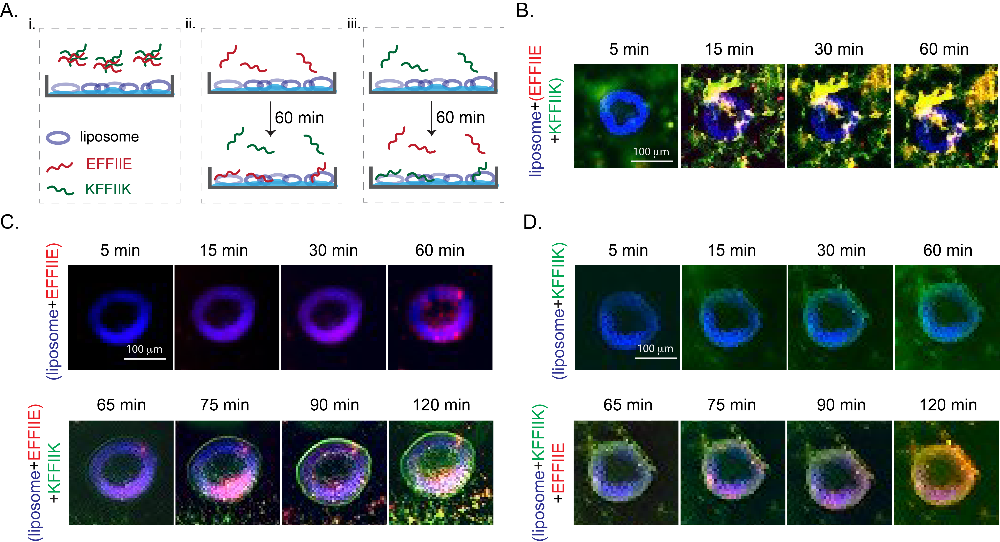 A.
i.
ii.
iii.
60 min
60 min
liposome
EFFIIE
KFFIIK
B.
5 min
15 min
30 min
60 min
liposome+(EFFIIE
+KFFIIK)
100 μm
C.
5 min
15 min
30 min
60 min
(liposome+EFFIIE)
100 μm
65 min
75 min
90 min
120 min
(liposome+EFFIIE)
+KFFIIK
D.
5 min
15 min
30 min
60 min
(liposome+KFFIIK)
100 μm
65 min
75 min
90 min
120 min
(liposome+KFFIIK)
+EFFIIE